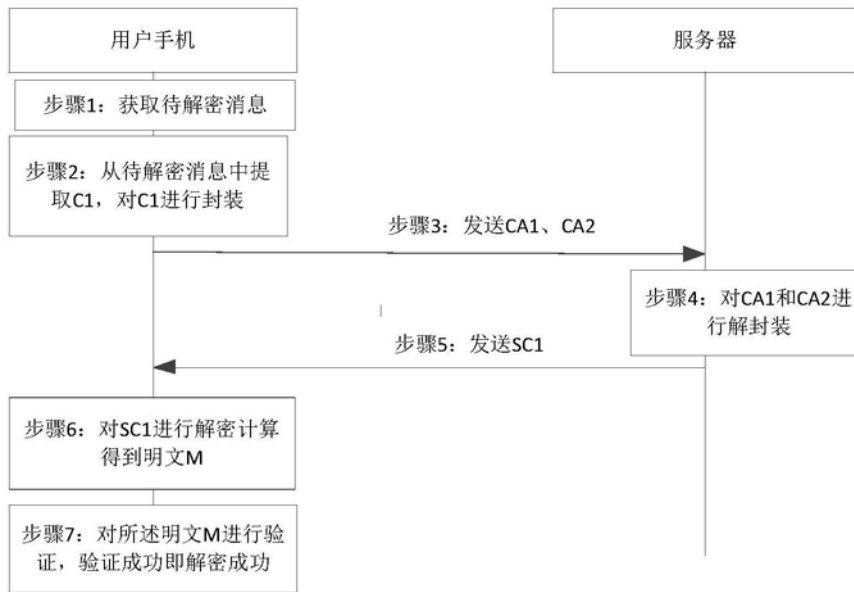 用户手机
服务器
步骤1：获取待解密消息
步骤2：从待解密消息中提
取C1，对C1进行封装
步骤3：发送CA1、CA2
步骤4：对CA1和CA2进
行解封装
步骤5：发送SC1
步骤6：对SC1进行解密计算
得到明文M
步骤7：对所述明文M进行验
证，验证成功即解密成功